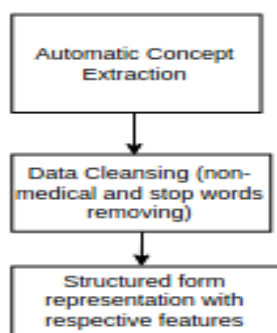 Automatic Concept
Extraction
Data Cleansing (non-
medical and stop words
removing)
Structured form
representation with
respective features